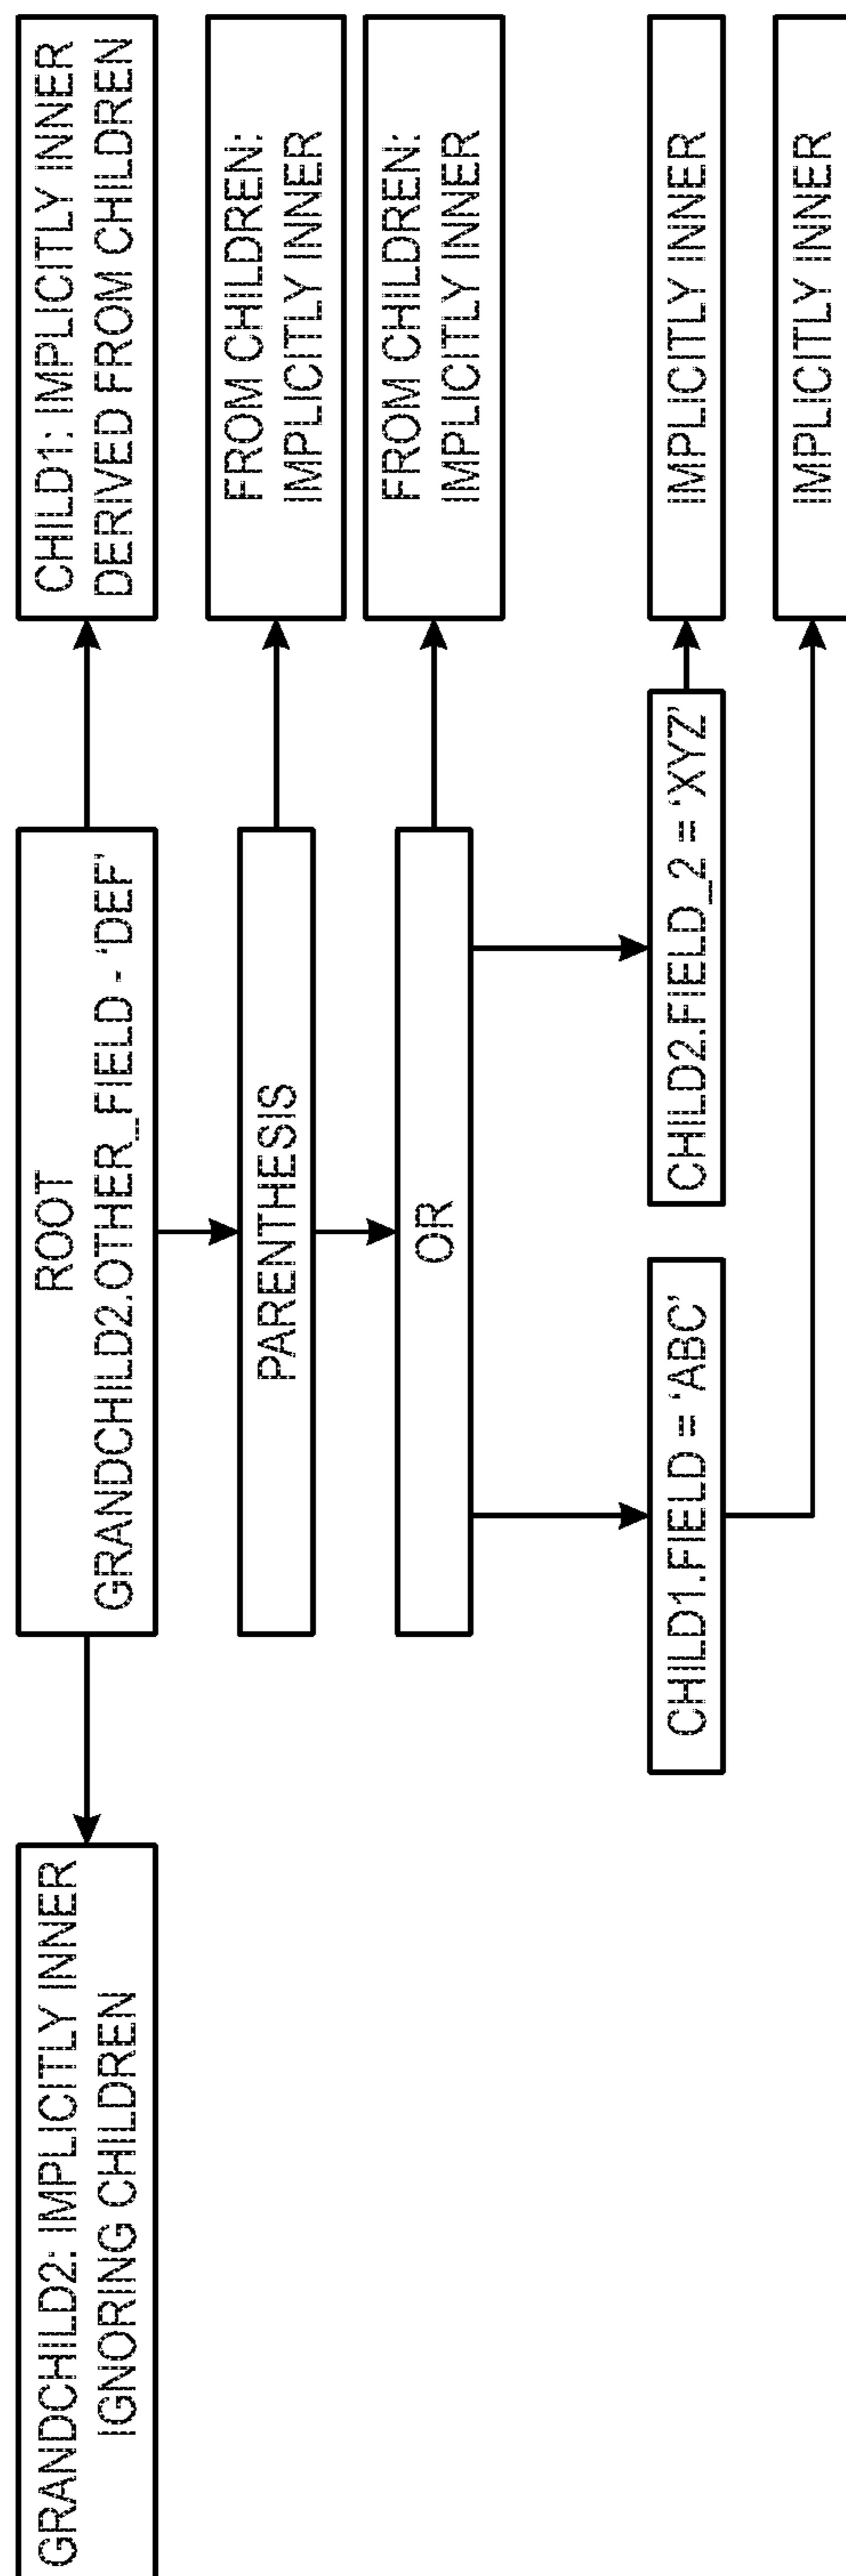 GRANDCHILD2: IMPLICITLY INNER
IGNORING CHILDREN
ROOT
GRANDCHILD2.OTHER_FIELD - 'DEF'
CHILD1: IMPLICITLY INNER
DERIVED FROM CHILDREN
PARENTHESIS
FROM CHILDREN:
IMPLICITLY INNER
OR
FROM CHILDREN:
IMPLICITLY INNER
CHILD1.FIELD = 'ABC'
CHILD2.FIELD_2 = 'XYZ'
IMPLICITLY INNER
IMPLICITLY INNER